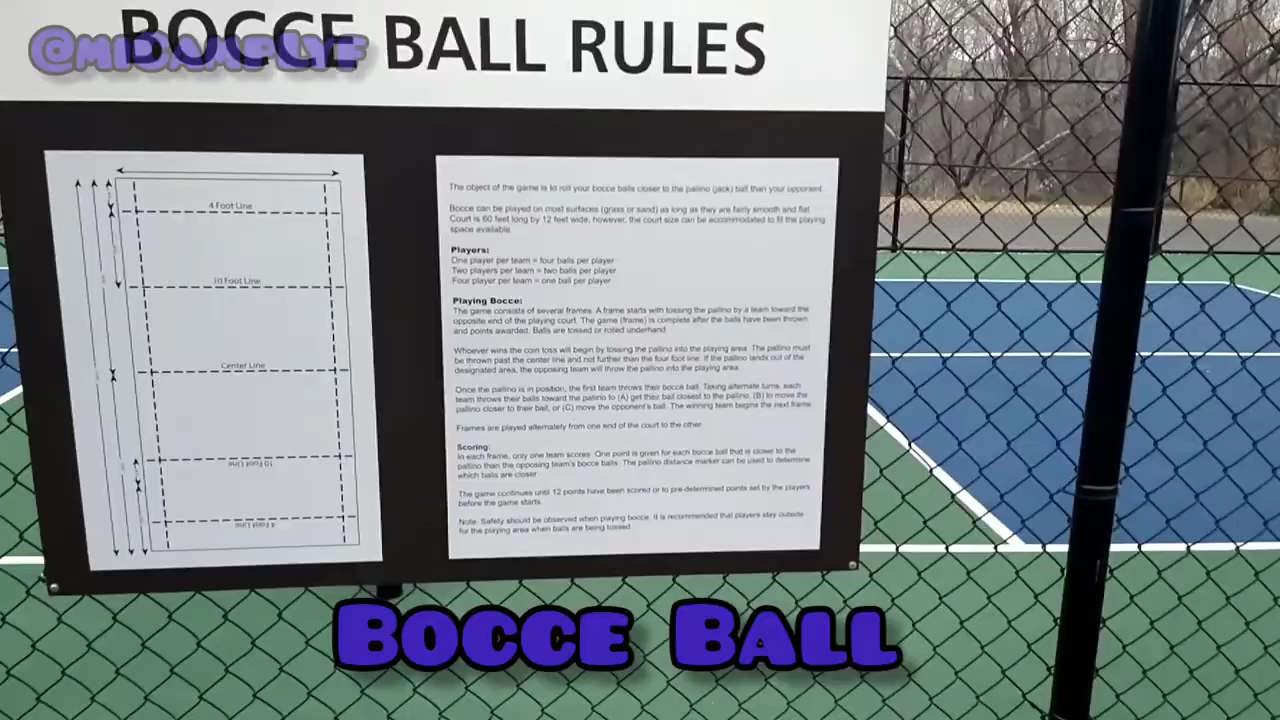 BOCCE BALL RULES
@miDAMPLyf
4 Foot Line
10 Foot Line
Center Line
10 Foot Line
4 Foot Line
The object of the game is to roll your bocce balls closer to the pallino (jack) ball than your opponent
Bocce can be played on most surfaces (grass or sand) as long as they are fairly smooth and flat
Court is 60 feet long by 12 feet wide; however, the court size can be accommodated to fit the playing
space available.
Players:
One player per team = four balls per player
Two players per team = two balls per player
Four player per team = one ball per player
Playing Bocce:
The game consists of several frames. A frame starts with tossing the pallino by a team toward the
opposite end of the playing court. The game (frame) is complete after the balls have been thrown
and points awarded. Balls are tossed or rolled underhand
Whoever wins the coin toss will begin by tossing the pallino into the playing area. The pallino must
be thrown past the center line and not further than the four foot line. If the pallino lands out of the
designated area, the opposing team will throw the pallino into the playing area
Once the pallino is in position, the first team throws their bocce ball. Taking alternate turns, each
team throws their balls toward the pallino to (A) get their ball closest to the pallino, (B) to move the
pallino closer to their ball, or (C) move the opponent's ball. The winning team begins the next frame
Frames are played alternately from one end of the court to the other
Scoring:
In each frame, only one team scores. One point is given for each bocce ball that is closer to the
pallino than the opposing team's bocce balls. The pallino distance marker can be used to determine
which balls are closer
The game continues until 12 points have been scored or to pre-determined points set by the players
before the game starts
Note: Safety should be observed when playing bocce. It is recommended that players stay outside
for the playing area when balls are being tossed
Bocce Ball